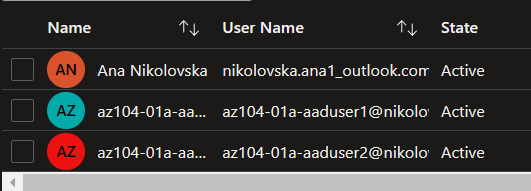 Name User Name State
AN Ana Nikolovska nikolovska.ana1_outlook.com Active
AZ az104-01a-aa... az104-01a-aaduser1@nikolov Active
AZ az104-01a-aa... az104-01a-aaduser2@nikolov Active